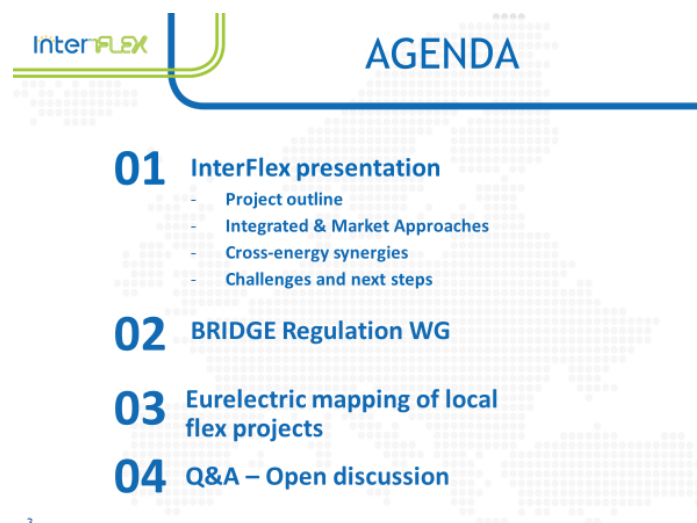 InterFLEX
AGENDA
01 InterFlex presentation
- Project outline
- Integrated & Market Approaches
- Cross-energy synergies
- Challenges and next steps
02 BRIDGE Regulation WG
03 Eurelectric mapping of local
flex projects
04 Q&A – Open discussion
3